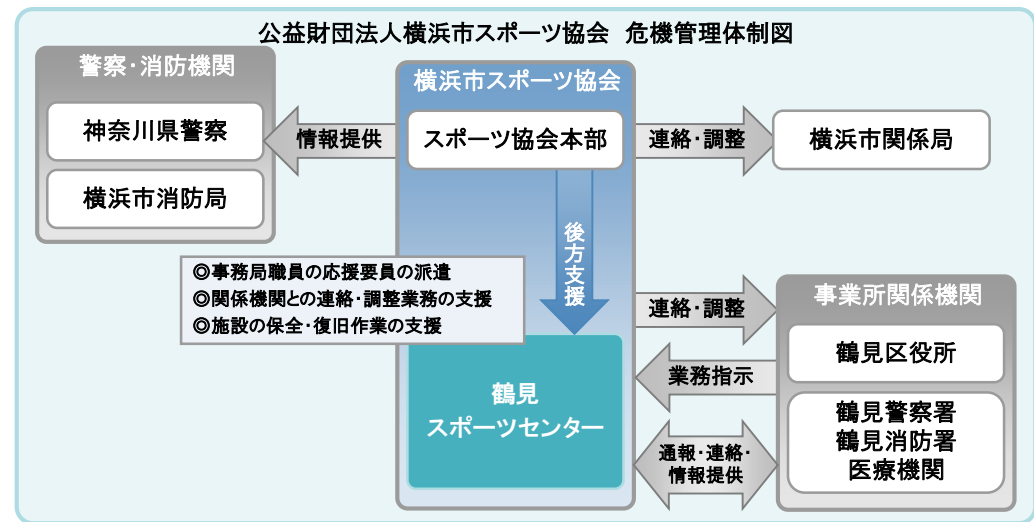 公益財団法人横浜市スポーツ協会 危機管理体制図
警察・消防機関
神奈川県警察
横浜市消防局
情報提供
横浜市スポーツ協会
スポーツ協会本部
連絡・調整
横浜市関係局
後方支援
◎事務局職員の応援要員の派遣
◎関係機関との連絡・調整業務の支援
◎施設の保全・復旧作業の支援
鶴見
スポーツセンター
連絡・調整
業務指示
通報・連絡・
情報提供
事業所関係機関
鶴見区役所
鶴見警察署
鶴見消防署
医療機関